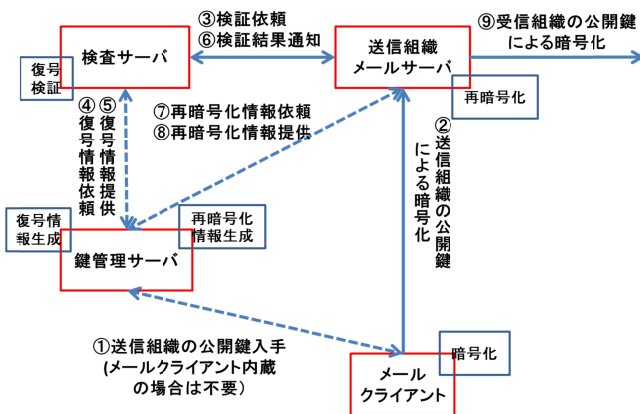 ③検証依頼
⑥検証結果通知
⑨受信組織の公開鍵
による暗号化
検査サーバ
復号
検証
送信組織
メールサーバ
再暗号化
④復号情報依頼
⑤復号情報提供
⑦再暗号化情報依頼
⑧再暗号化情報提供
②送信組織の公開鍵
による暗号化
復号情
報生成
再暗号化
情報生成
鍵管理サーバ
①送信組織の公開鍵入手
(メールクライアント内蔵
の場合は不要)
暗号化
メール
クライアント